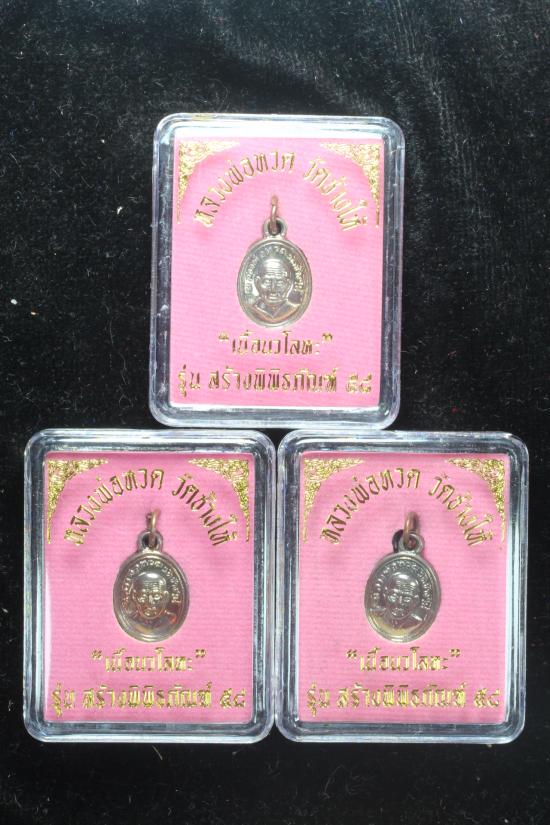 หลวงพ่อทวด วัดช้างให้
"เนื้อนวโลหะ"
รุ่น สร้างพิพิธภัณฑ์ ๕๔
หลวงพ่อทวด วัดช้างให้
"เนื้อนวโลหะ"
รุ่น สร้างพิพิธภัณฑ์ ๕๔
หลวงพ่อทวด วัดช้างให้
"เนื้อนวโลหะ"
รุ่น สร้างพิพิธภัณฑ์ ๕๔